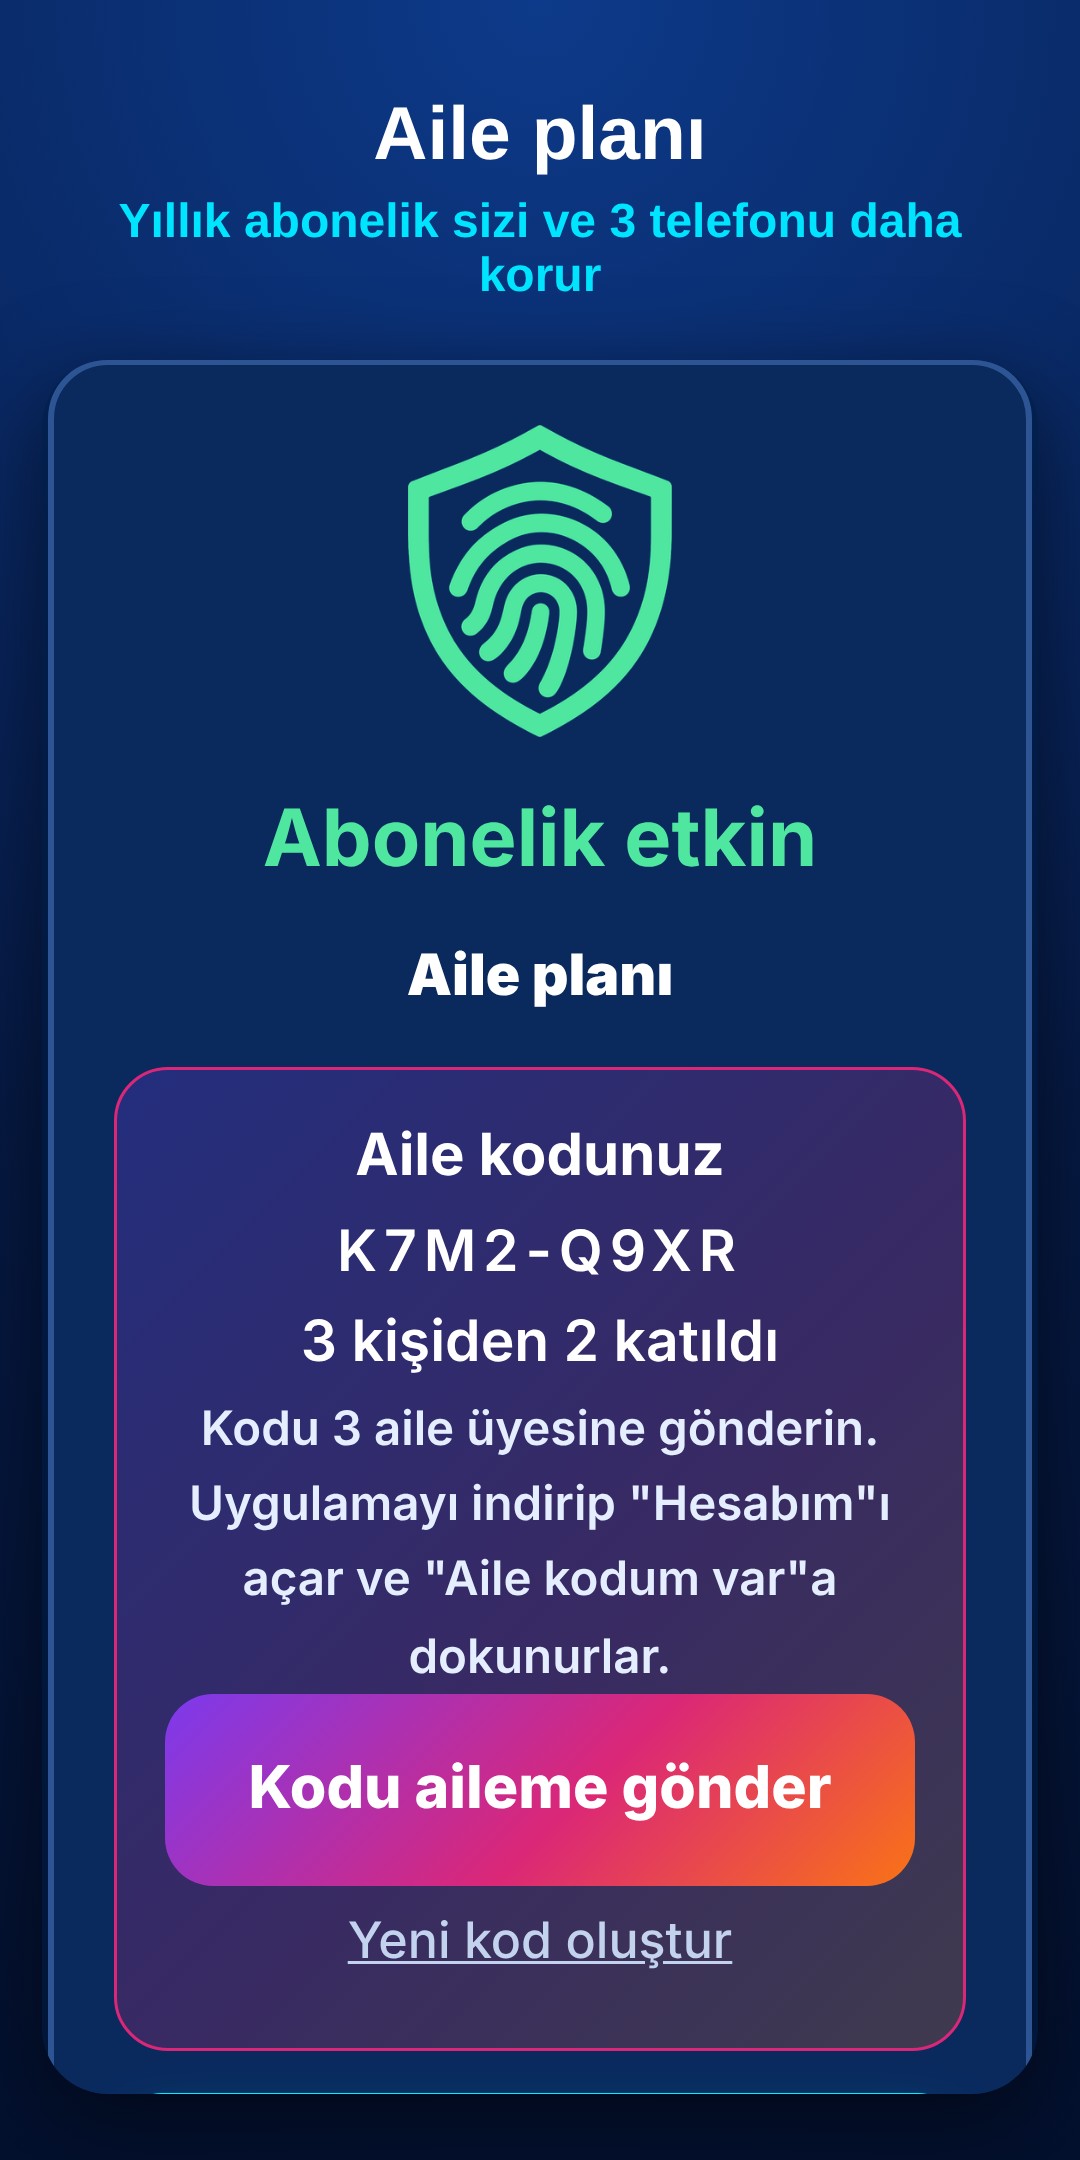 Aile planı
Yıllık abonelik sizi ve 3 telefonu daha
korur
Abonelik etkin
Aile planı
Aile kodunuz
K7M2-Q9XR
3 kişiden 2 katıldı
Kodu 3 aile üyesine gönderin.
Uygulamayı indirip "Hesabım"ı
açar ve "Aile kodum var"a
dokunurlar.
Kodu aileme gönder
Yeni kod oluştur